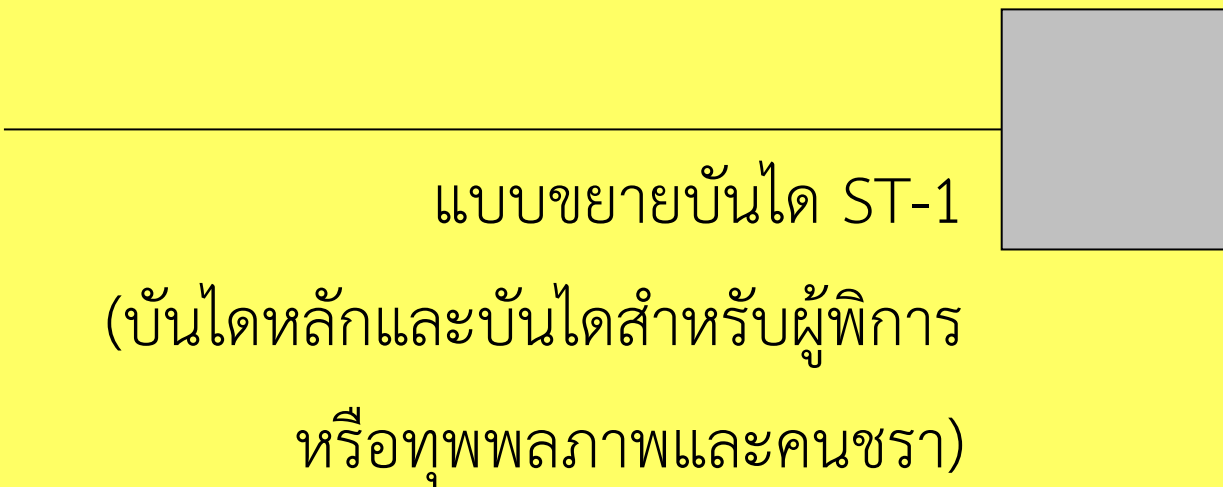 แบบขยายบันได ST-1
(บันไดหลักและบันไดสำหรับผู้พิการ
หรือทุพพลภาพและคนชรา)